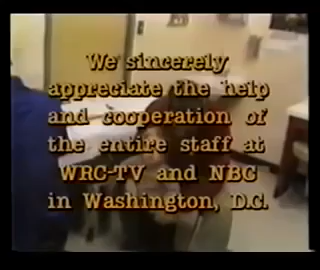 We sincerely
appreciate the help
and cooperation of
the entire staff at
WRC-TV and NBC
in Washington, D.C.